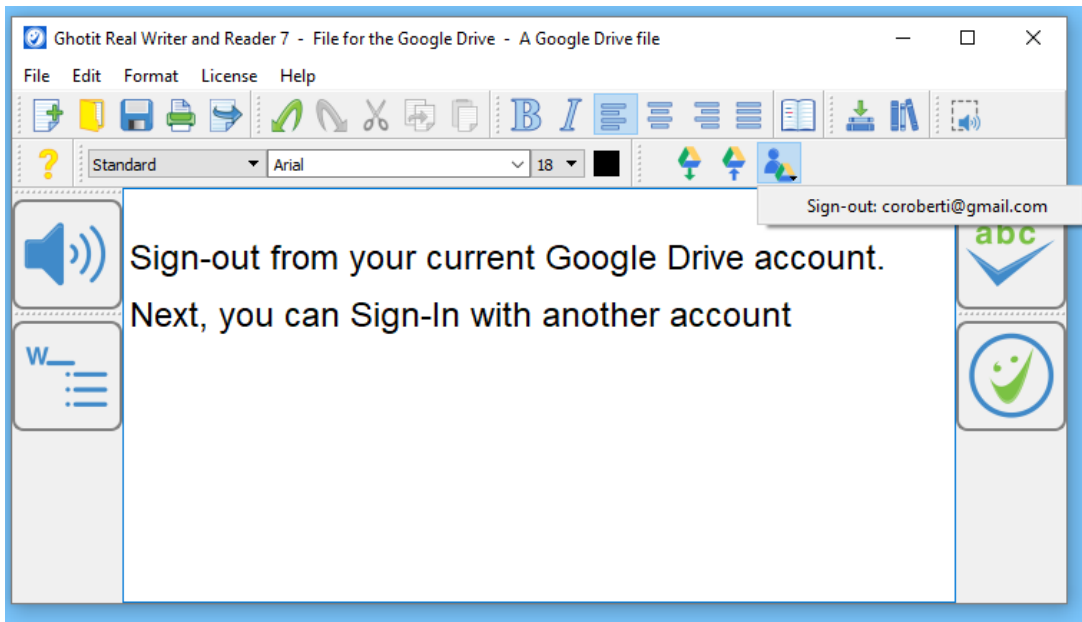 Ghotit Real Writer and Reader 7 - File for the Google Drive - A Google Drive file
File Edit Format License Help
B I
? Standard Arial 18
Sign-out: coroberti@gmail.com
abc
Sign-out from your current Google Drive account.
Next, you can Sign-In with another account
W